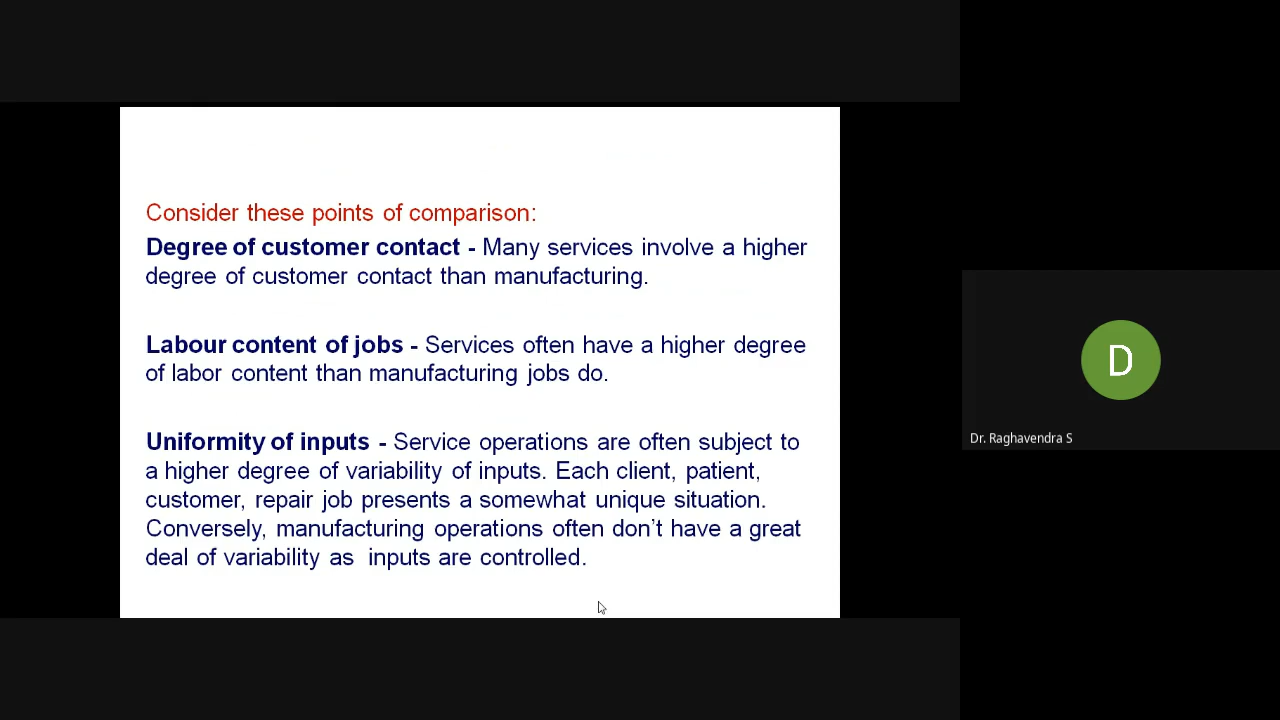 Consider these points of comparison:
Degree of customer contact - Many services involve a higher
degree of customer contact than manufacturing.
Labour content of jobs - Services often have a higher degree
of labor content than manufacturing jobs do.
Uniformity of inputs - Service operations are often subject to
a higher degree of variability of inputs. Each client, patient,
customer, repair job presents a somewhat unique situation.
Conversely, manufacturing operations often don’t have a great
deal of variability as  inputs are controlled.
D
Dr. Raghavendra S